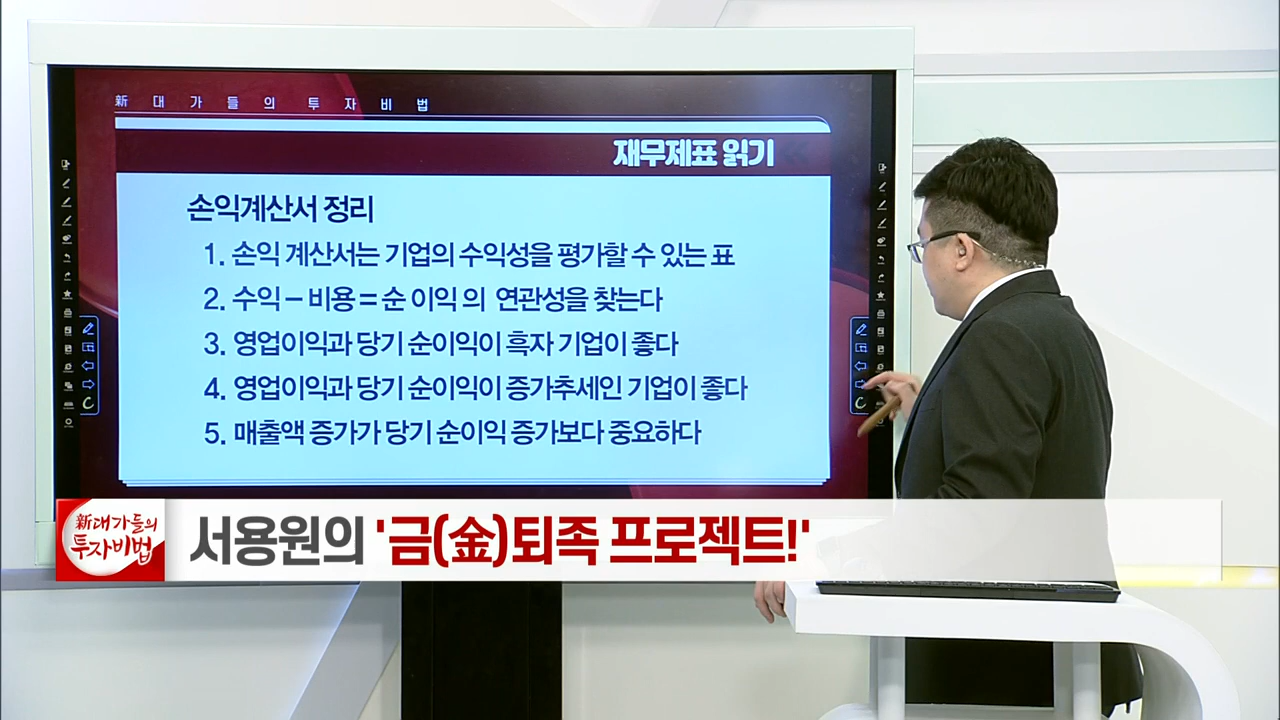 新 대 가 들 의 투 자 비 법
재무제표 읽기
손익계산서 정리
1. 손익 계산서는 기업의 수익성을 평가할 수 있는 표
2. 수익 – 비용 = 순 이익 의 연관성을 찾는다
3. 영업이익과 당기 순이익이 흑자 기업이 좋다
4. 영업이익과 당기 순이익이 증가추세인 기업이 좋다
5. 매출액 증가가 당기 순이익 증가보다 중요하다
新대가들의
투자비법
서용원의 '금(金)퇴족 프로젝트!'